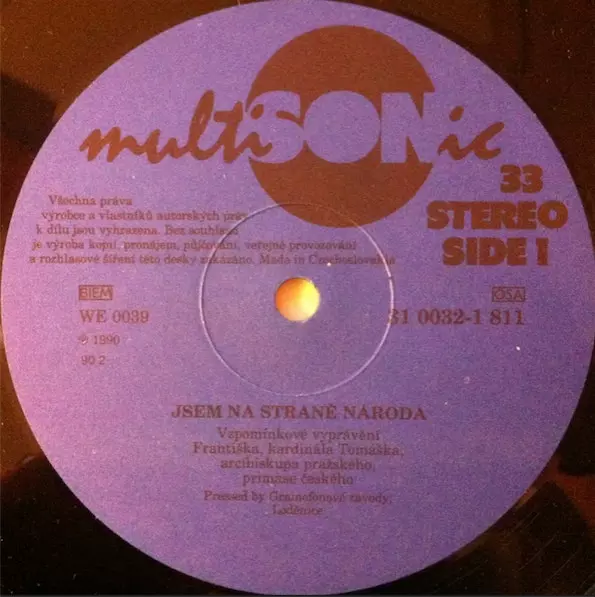 multiSONic
33
STEREO
SIDE 1
Všechna práva
výrobce a vlastníků autorských práv
k dílu jsou vyhrazena. Bez souhlasu
je výroba kopií, pronájem, půjčování, veřejné provozování
a rozhlasové šíření této desky zakázáno. Made in Czechoslovakia
BIEM
OSA
WE 0039
31 0032-1 811
℗ 1990
90 2
JSEM NA STRANĚ NÁRODA
Vzpomínkové vyprávění
Františka, kardinála Tomáška,
arcibiskupa pražského,
primase českého
Pressed by Gramofonové závody,
Loděnice